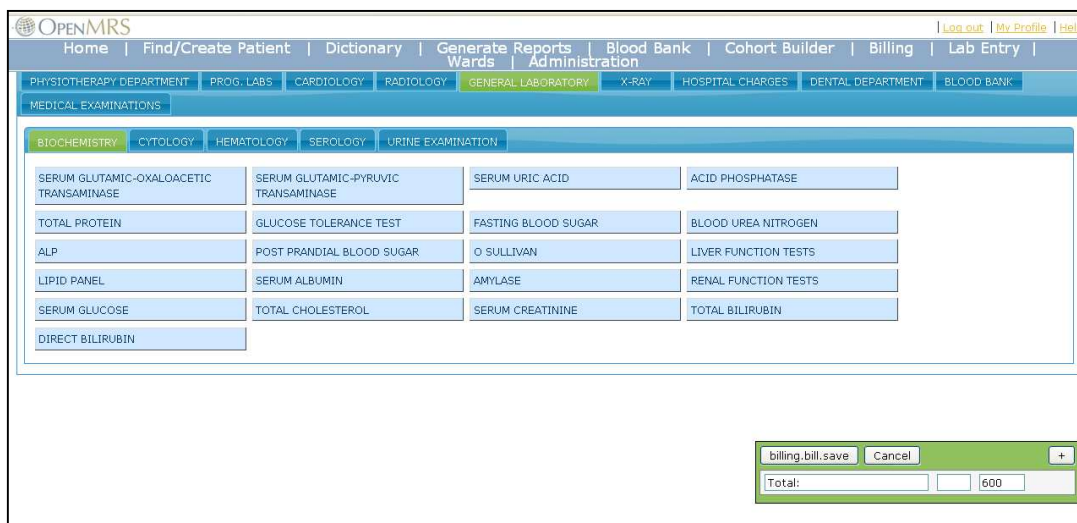 OPENMRS
Log out | My Profile | Hel
Home | Find/Create Patient | Dictionary | Generate Reports | Blood Bank | Cohort Builder | Billing | Lab Entry |
Wards | Administration
PHYSIOTHERAPY DEPARTMENT PROG. LABS CARDIOLOGY RADIOLOGY GENERAL LABORATORY X-RAY HOSPITAL CHARGES DENTAL DEPARTMENT BLOOD BANK
MEDICAL EXAMINATIONS
BIOCHEMISTRY CYTOLOGY HEMATOLOGY SEROLOGY URINE EXAMINATION
SERUM GLUTAMIC-OXALOACETIC
TRANSAMINASE
SERUM GLUTAMIC-PYRUVIC
TRANSAMINASE
SERUM URIC ACID
ACID PHOSPHATASE
TOTAL PROTEIN
GLUCOSE TOLERANCE TEST
FASTING BLOOD SUGAR
BLOOD UREA NITROGEN
ALP
POST PRANDIAL BLOOD SUGAR
O SULLIVAN
LIVER FUNCTION TESTS
LIPID PANEL
SERUM ALBUMIN
AMYLASE
RENAL FUNCTION TESTS
SERUM GLUCOSE
TOTAL CHOLESTEROL
SERUM CREATININE
TOTAL BILIRUBIN
DIRECT BILIRUBIN
billing.bill.save Cancel +
Total: 600